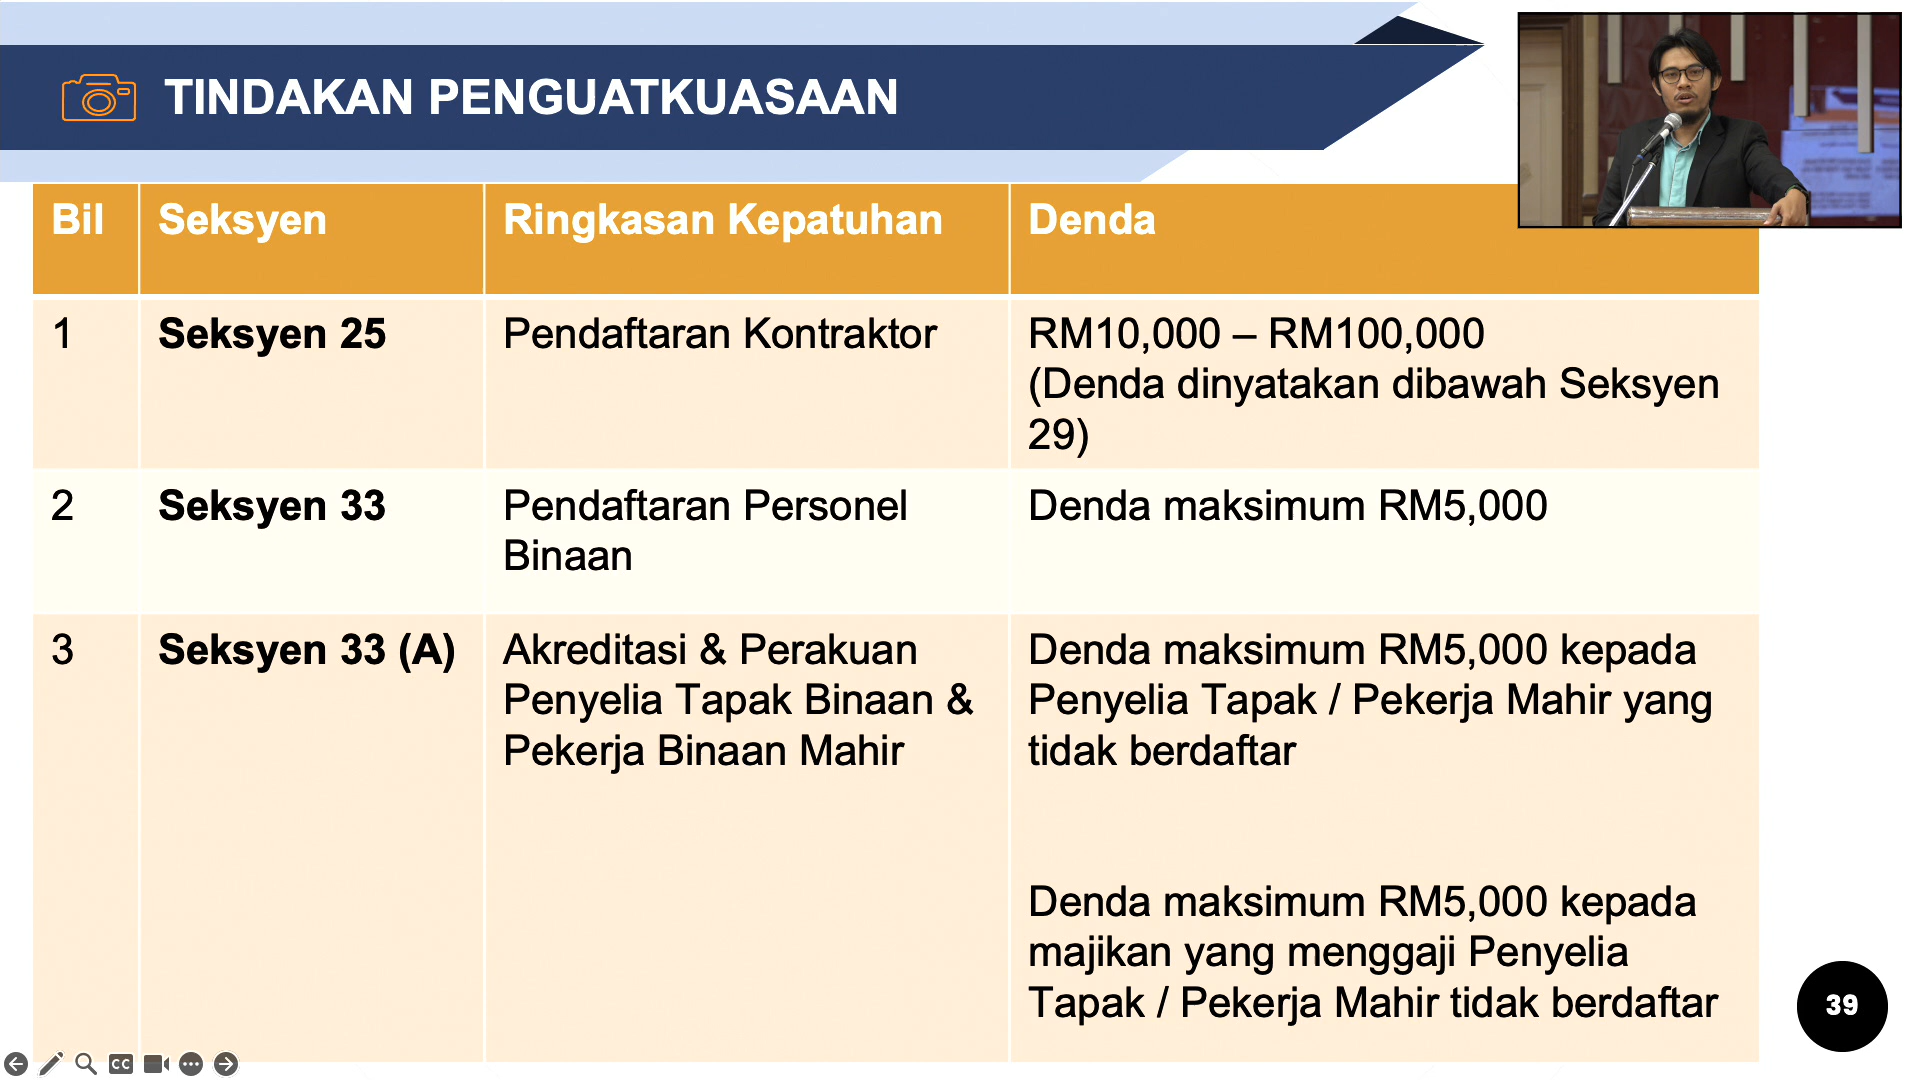 TINDAKAN PENGUATKUASAAN
Bil Seksyen Ringkasan Kepatuhan Denda
1 Seksyen 25 Pendaftaran Kontraktor RM10,000 – RM100,000
(Denda dinyatakan dibawah Seksyen
29)
2 Seksyen 33 Pendaftaran Personel Denda maksimum RM5,000
Binaan
3 Seksyen 33 (A) Akreditasi & Perakuan Denda maksimum RM5,000 kepada
Penyelia Tapak Binaan & Penyelia Tapak / Pekerja Mahir yang
Pekerja Binaan Mahir tidak berdaftar
Denda maksimum RM5,000 kepada
majikan yang menggaji Penyelia
Tapak / Pekerja Mahir tidak berdaftar
39
CC